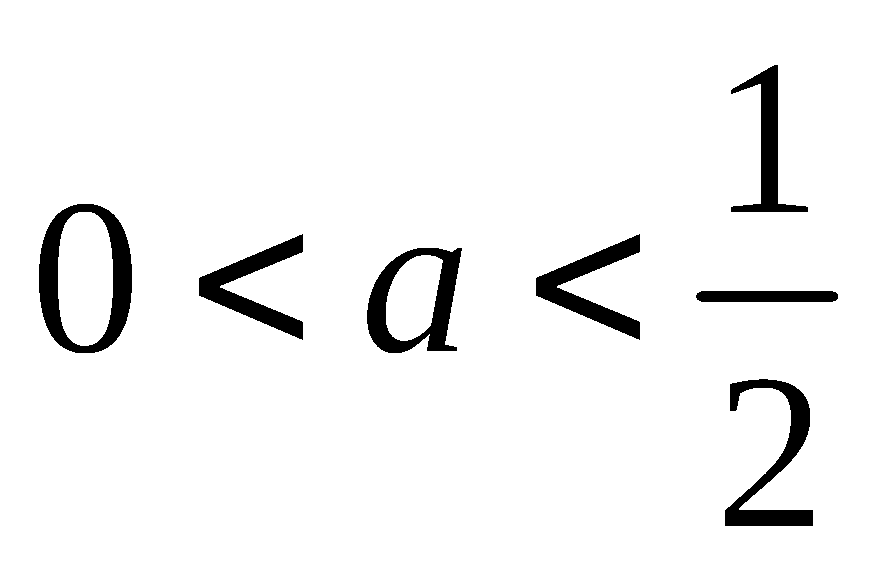 0 < a < 1/2